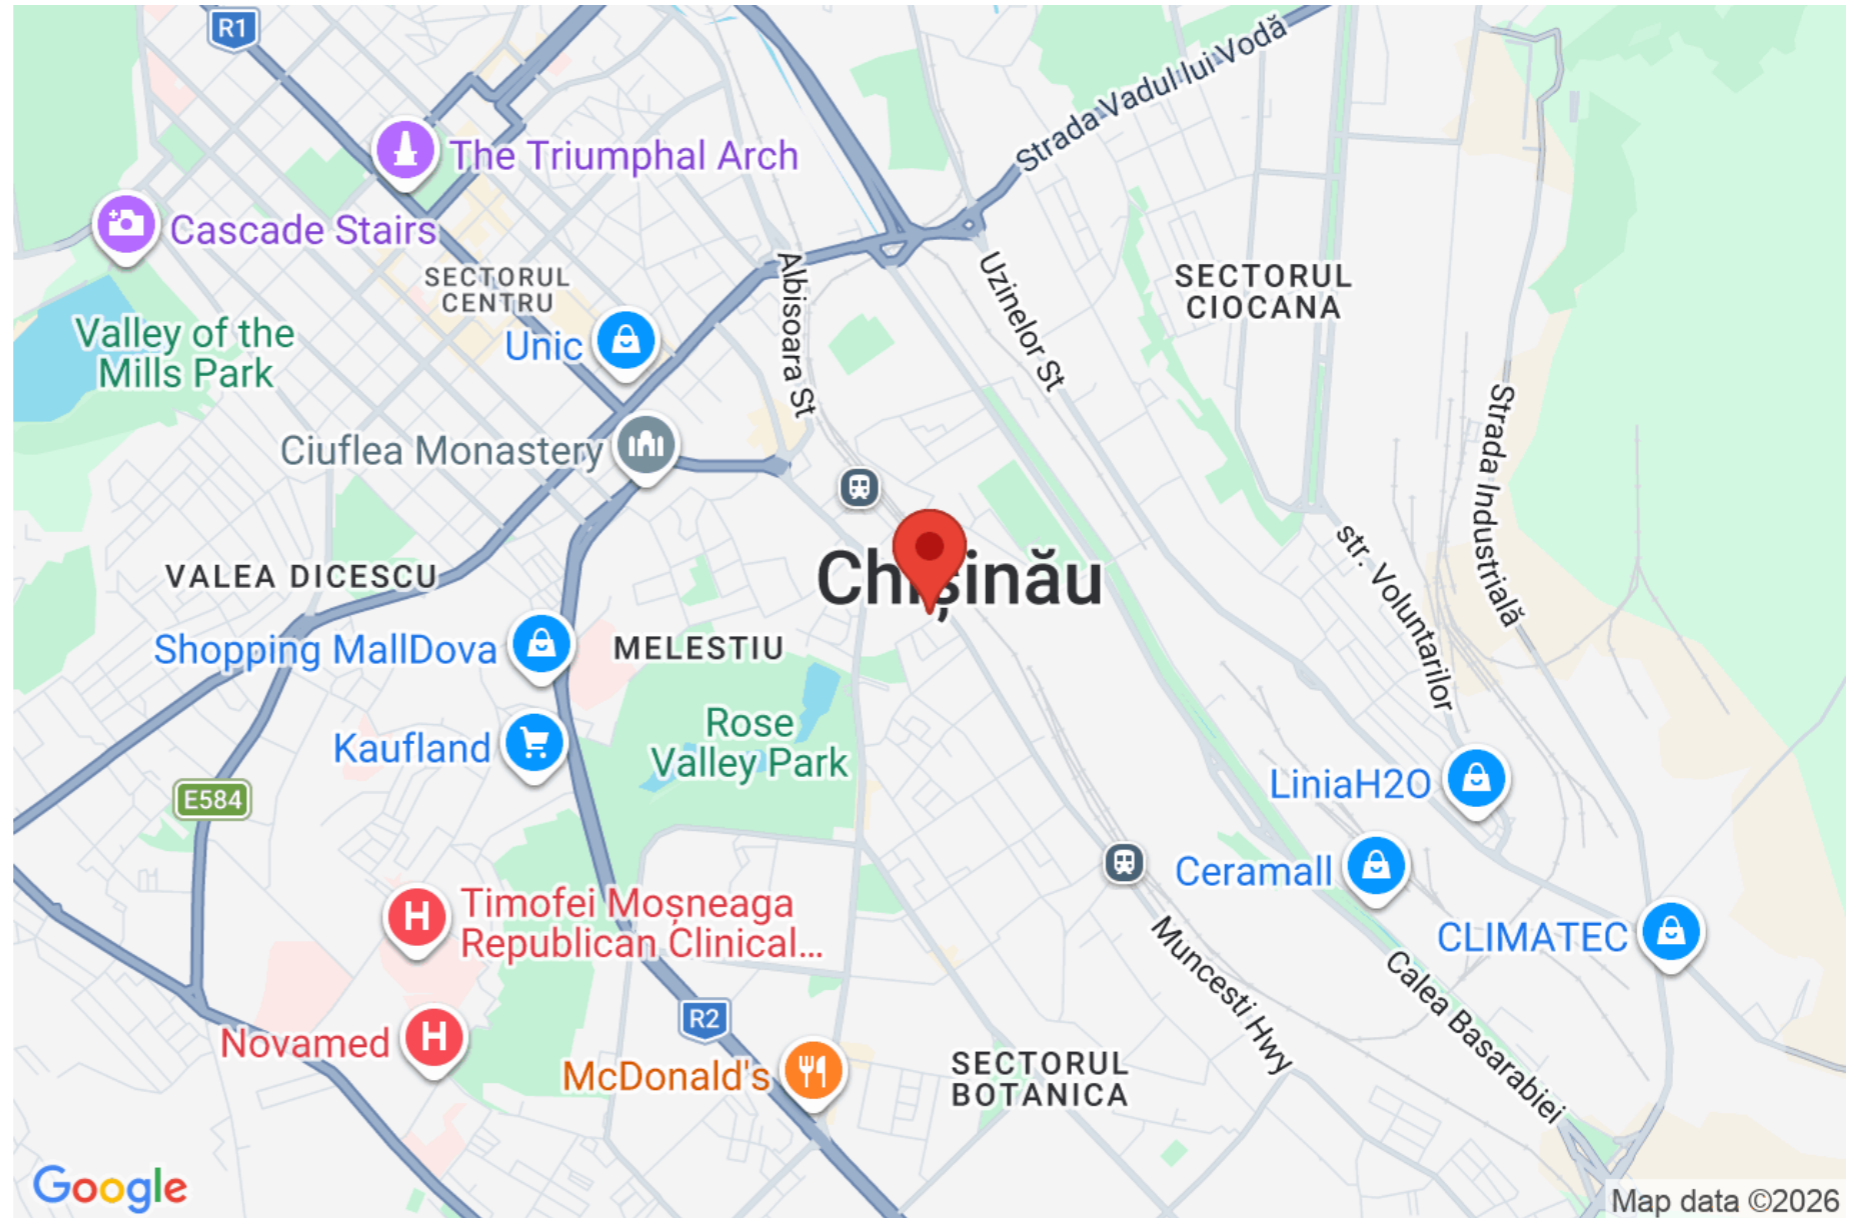 R1
The Triumphal Arch
Strada Vadul lui Vodă
Cascade Stairs
SECTORUL
CENTRU
Albisoara St
Uzinelor St
SECTORUL
CIOCANA
Valley of the
Mills Park
Unic
Ciuflea Monastery
Strada Industrială
str. Voluntarilor
Chișinău
VALEA DICESCU
Shopping MallDova
MELESTIU
Rose
Valley Park
Kaufland
E584
LiniaH2O
Ceramall
CLIMATEC
H
Timofei Moșneaga
Republican Clinical...
Muncesti Hwy
Calea Basarabiei
R2
Novamed
H
McDonald's
SECTORUL
BOTANICA
Google
Map data ©2026